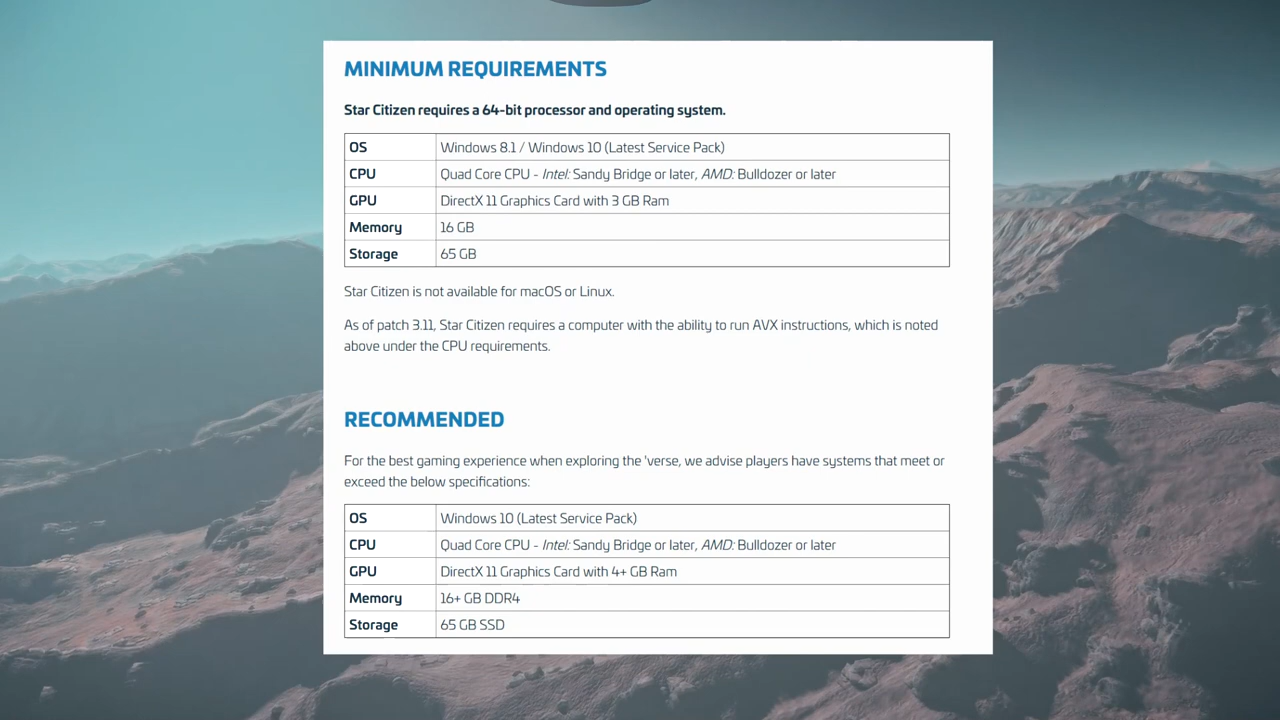 MINIMUM REQUIREMENTS
Star Citizen requires a 64-bit processor and operating system.
OS Windows 8.1 / Windows 10 (Latest Service Pack)
CPU Quad Core CPU - Intel: Sandy Bridge or later, AMD: Bulldozer or later
GPU DirectX 11 Graphics Card with 3 GB Ram
Memory 16 GB
Storage 65 GB
Star Citizen is not available for macOS or Linux.
As of patch 3.11, Star Citizen requires a computer with the ability to run AVX instructions, which is noted
above under the CPU requirements.
RECOMMENDED
For the best gaming experience when exploring the 'verse, we advise players have systems that meet or
exceed the below specifications:
OS Windows 10 (Latest Service Pack)
CPU Quad Core CPU - Intel: Sandy Bridge or later, AMD: Bulldozer or later
GPU DirectX 11 Graphics Card with 4+ GB Ram
Memory 16+ GB DDR4
Storage 65 GB SSD